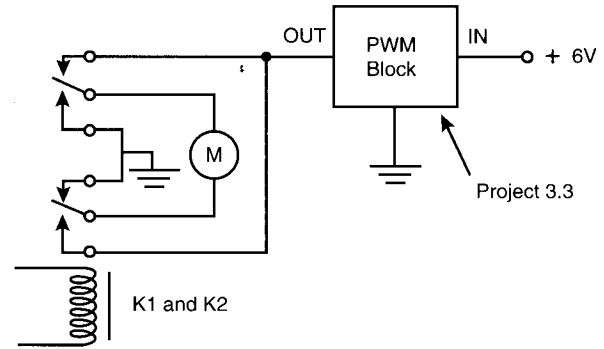 OUT
PWM
Block
IN
+ 6V
M
Project 3.3
K1 and K2